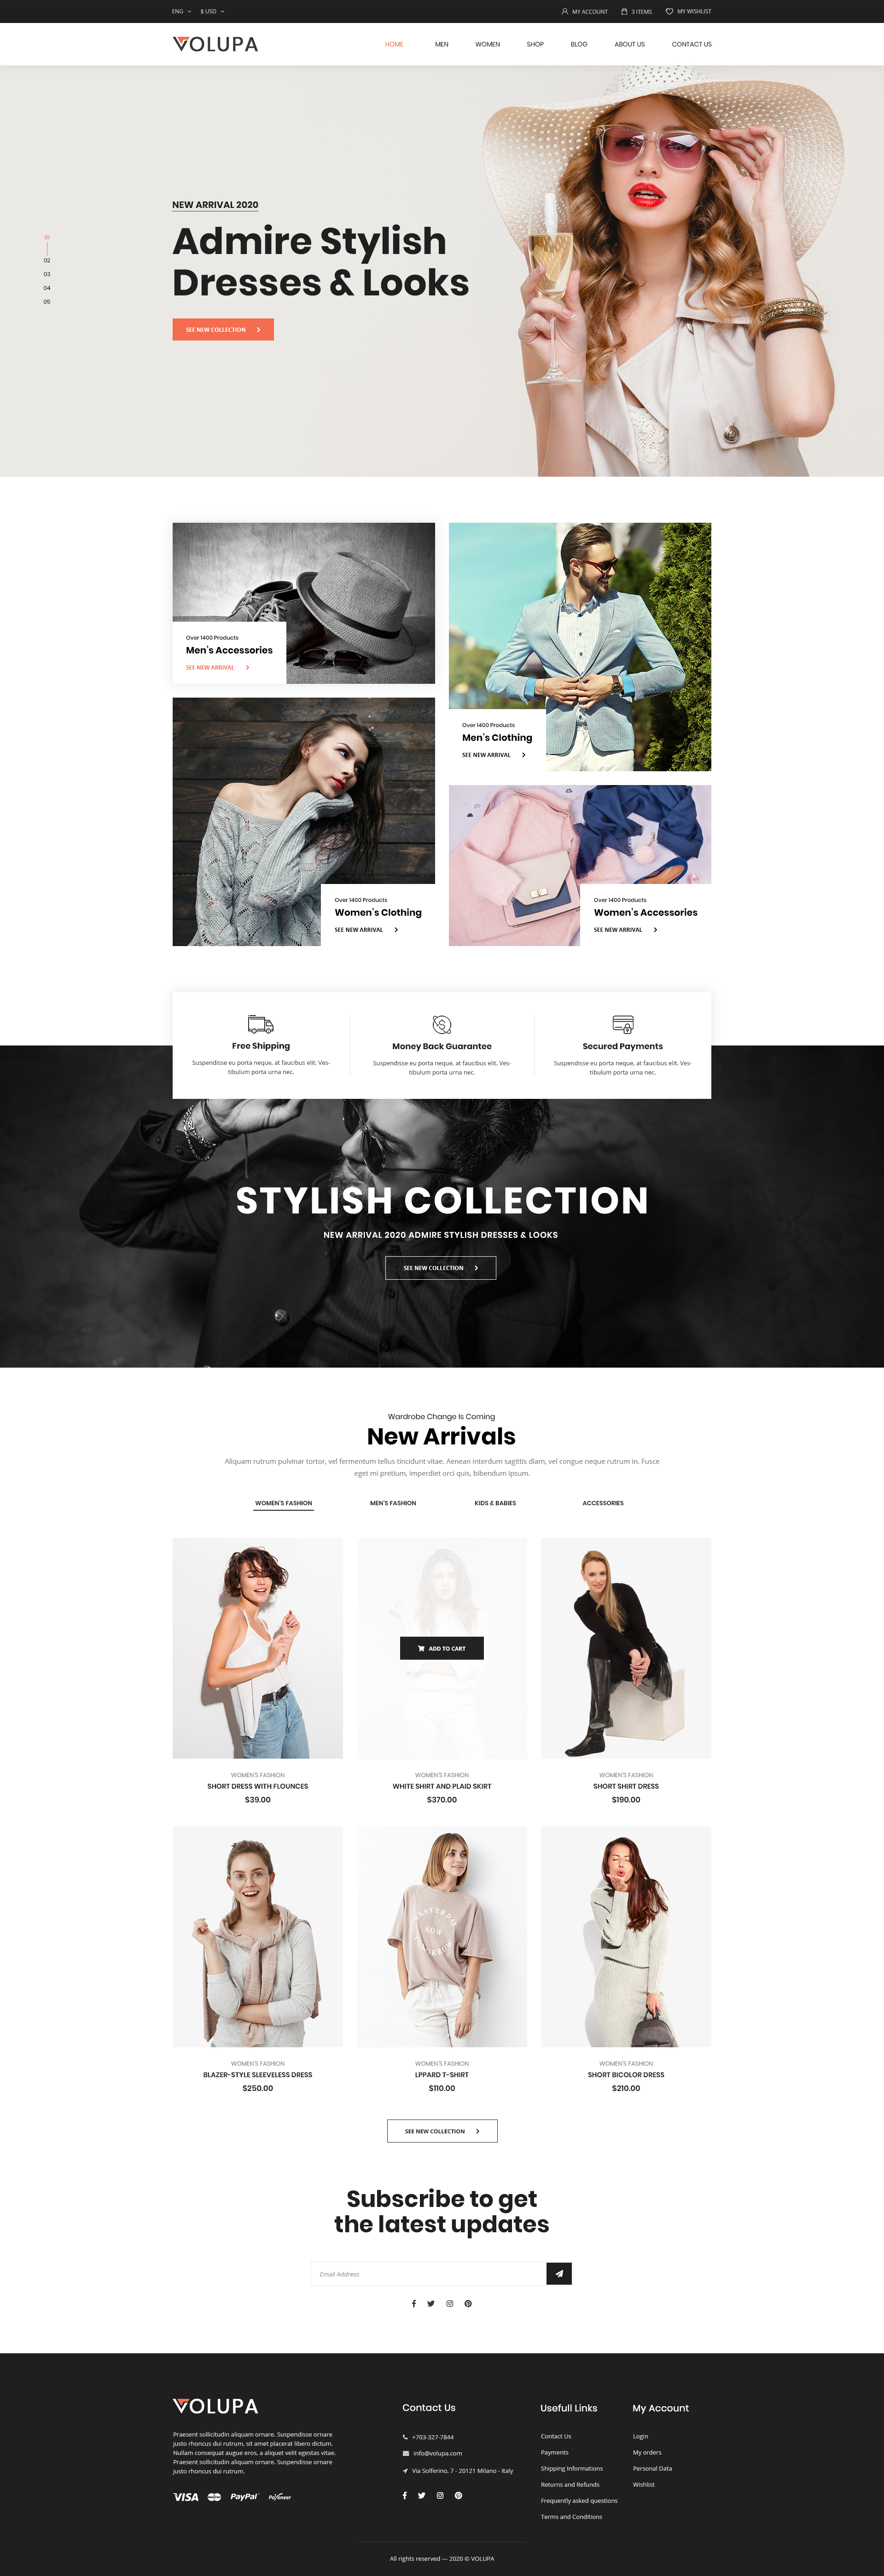 ENG $ USD MY ACCOUNT 3 ITEMS MY WISHLIST
VOLUPA HOME MEN WOMEN SHOP BLOG ABOUT US CONTACT US
NEW ARRIVAL 2020
Admire Stylish
Dresses & Looks
SEE NEW COLLECTION
01
02
03
04
05
Over 1400 Products
Men's Accessories
SEE NEW ARRIVAL
Over 1400 Products
Men's Clothing
SEE NEW ARRIVAL
Over 1400 Products
Women's Clothing
SEE NEW ARRIVAL
Over 1400 Products
Women's Accessories
SEE NEW ARRIVAL
Free Shipping
Suspendisse eu porta neque, at faucibus elit. Ves-
tibulum porta urna nec.
Money Back Guarantee
Suspendisse eu porta neque, at faucibus elit. Ves-
tibulum porta urna nec.
Secured Payments
Suspendisse eu porta neque, at faucibus elit. Ves-
tibulum porta urna nec.
STYLISH COLLECTION
NEW ARRIVAL 2020 ADMIRE STYLISH DRESSES & LOOKS
SEE NEW COLLECTION
Wardrobe Change Is Coming
New Arrivals
Aliquam rutrum pulvinar tortor, vel fermentum tellus tincidunt vitae. Aenean interdum sagittis diam, vel congue neque rutrum in. Fusce
eget mi pretium, imperdiet orci quis, bibendum ipsum.
WOMEN'S FASHION MEN'S FASHION KIDS & BABIES ACCESSORIES
ADD TO CART
WOMEN'S FASHION
SHORT DRESS WITH FLOUNCES
$39.00
WOMEN'S FASHION
WHITE SHIRT AND PLAID SKIRT
$370.00
WOMEN'S FASHION
SHORT SHIRT DRESS
$190.00
YESTERDAY
NOW
TOMORROW
WOMEN'S FASHION
BLAZER-STYLE SLEEVELESS DRESS
$250.00
WOMEN'S FASHION
LPPARD T-SHIRT
$110.00
WOMEN'S FASHION
SHORT BICOLOR DRESS
$210.00
SEE NEW COLLECTION
Subscribe to get
the latest updates
Email Address
VOLUPA
Praesent sollicitudin aliquam ornare. Suspendisse ornare
justo rhoncus dui rutrum, sit amet placerat libero dictum.
Nullam consequat augue eros, a aliquet velit egestas vitae.
Praesent sollicitudin aliquam ornare. Suspendisse ornare
justo rhoncus dui rutrum.
VISA PayPal Payoneer
Contact Us
+703-327-7844
info@volupa.com
Via Solferino, 7 - 20121 Milano - Italy
Usefull Links
Contact Us
Payments
Shipping Informations
Returns and Refunds
Frequently asked questions
Terms and Conditions
My Account
Login
My orders
Personal Data
Wishlist
All rights reserved — 2020 © VOLUPA